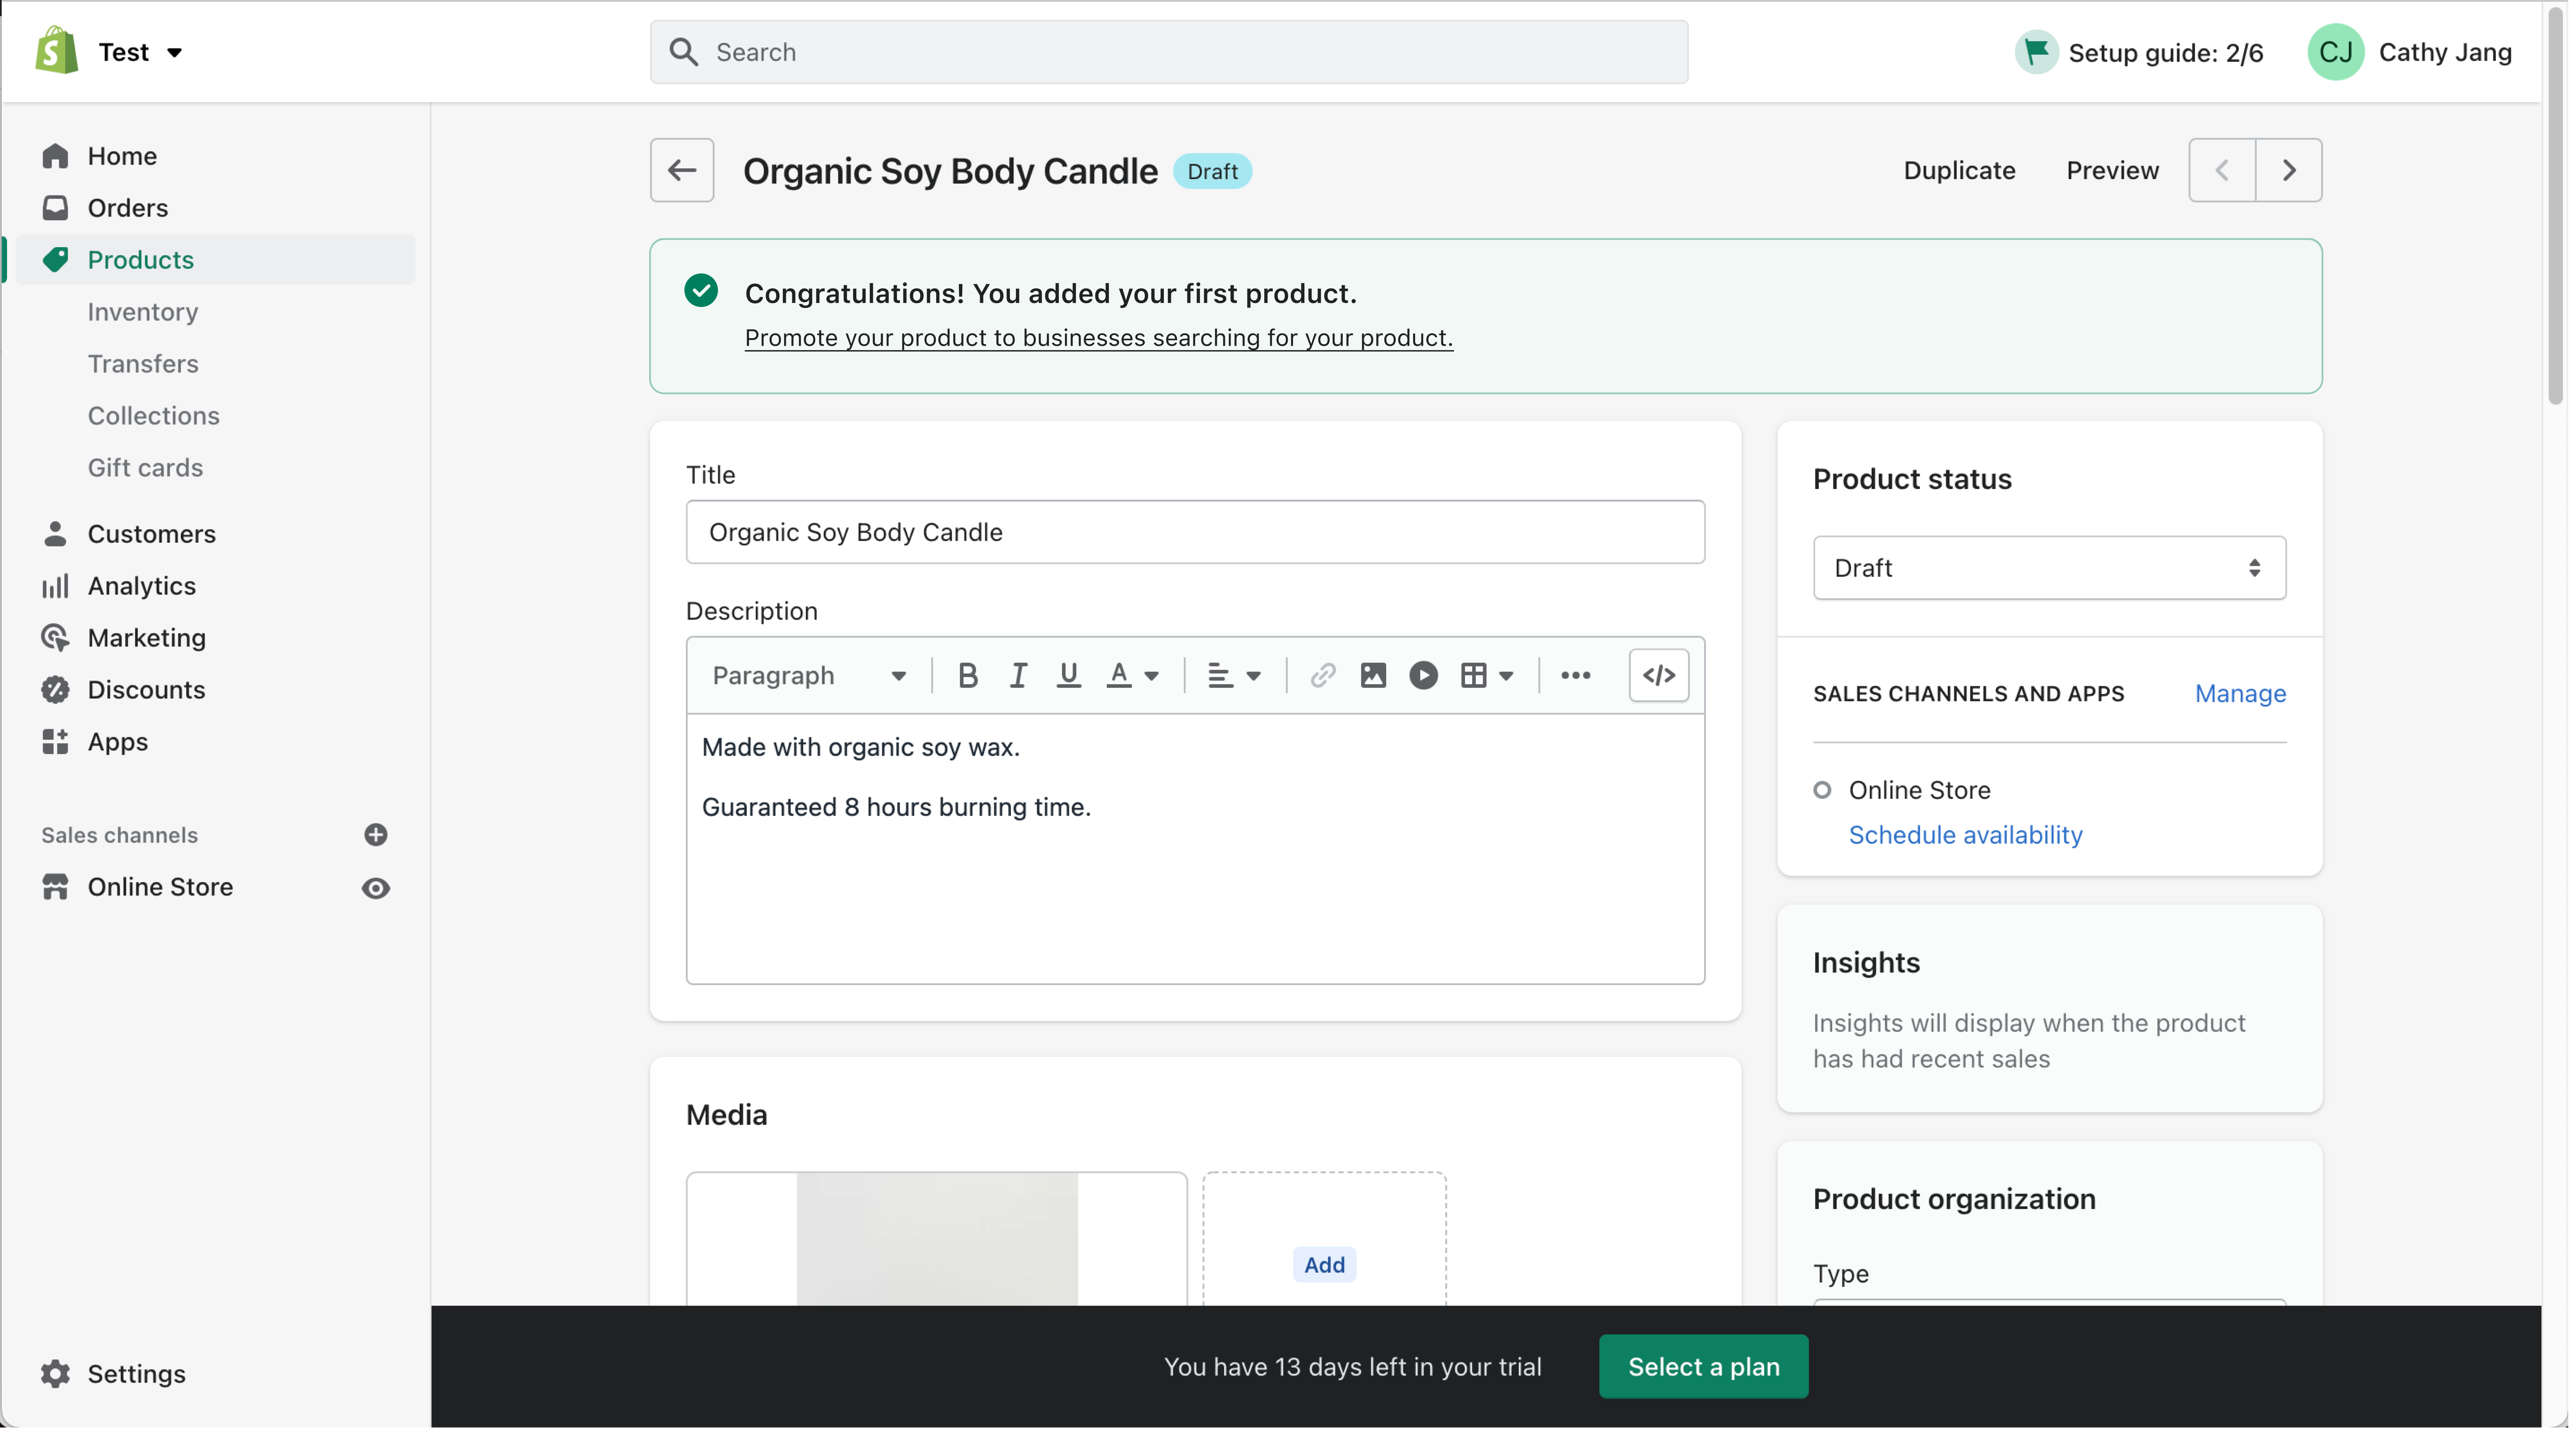 Test
Search
Setup guide: 2/6
CJ
Cathy Jang
Home
Orders
Products
Inventory
Transfers
Collections
Gift cards
Customers
Analytics
Marketing
Discounts
Apps
Sales channels
Online Store
Settings
Organic Soy Body Candle
Draft
Duplicate
Preview
Congratulations! You added your first product.
Promote your product to businesses searching for your product.
Title
Organic Soy Body Candle
Description
Paragraph
B I U A
</>
Made with organic soy wax.
Guaranteed 8 hours burning time.
Media
Add
Product status
Draft
SALES CHANNELS AND APPS
Manage
Online Store
Schedule availability
Insights
Insights will display when the product
has had recent sales
Product organization
Type
You have 13 days left in your trial
Select a plan